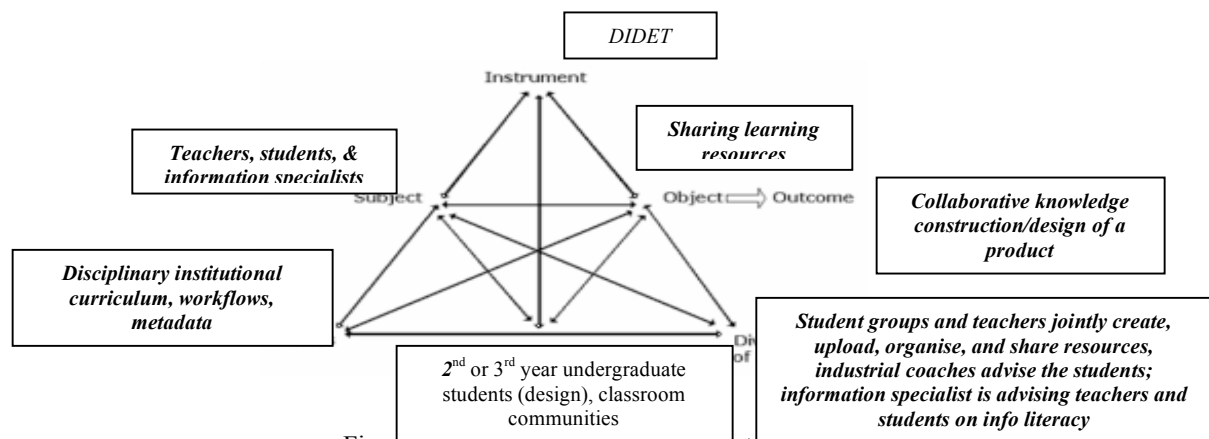 DIDET
Instrument
Sharing learning
resources
Teachers, students, &
information specialists
Subject
Object
Outcome
Collaborative knowledge
construction/design of a
product
Disciplinary institutional
curriculum, workflows,
metadata
2nd or 3rd year undergraduate
students (design), classroom
communities
Student groups and teachers jointly create,
upload, organise, and share resources,
industrial coaches advise the students;
information specialist is advising teachers and
students on info literacy
of